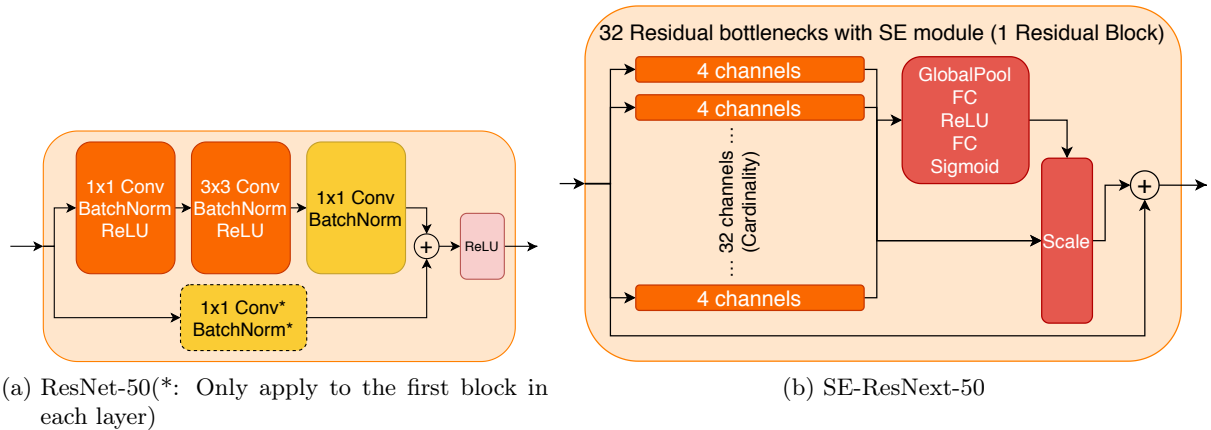 1x1 Conv
BatchNorm
ReLU
3x3 Conv
BatchNorm
ReLU
1x1 Conv
BatchNorm
+
ReLU
1x1 Conv*
BatchNorm*
(a) ResNet-50(*: Only apply to the first block in
each layer)
32 Residual bottlenecks with SE module (1 Residual Block)
4 channels
4 channels
... 32 channels ...
(Cardinality)
4 channels
GlobalPool
FC
ReLU
FC
Sigmoid
Scale
+
(b) SE-ResNext-50